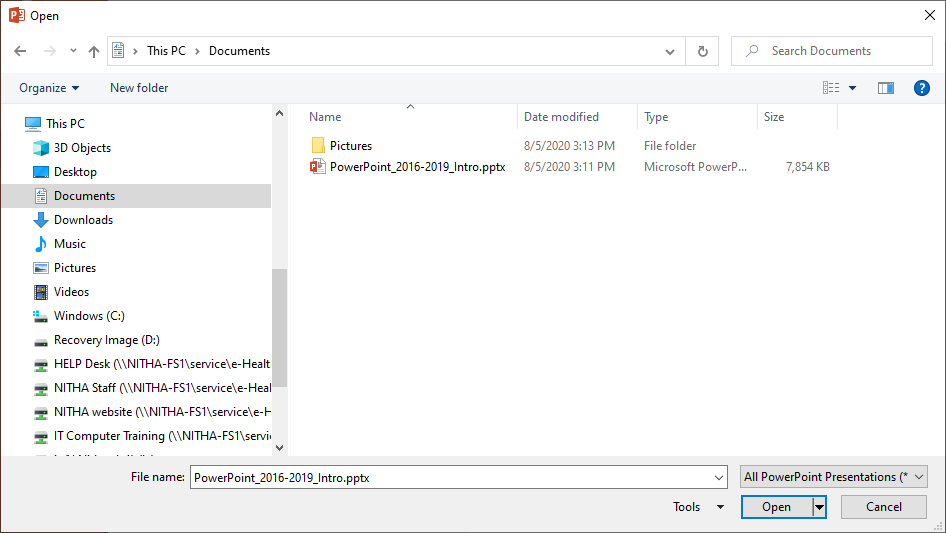 Open
This PC > Documents
Search Documents
Organize
New folder
Name Date modified Type Size
Pictures 8/5/2020 3:13 PM File folder
PowerPoint_2016-2019_Intro.pptx 8/5/2020 3:11 PM Microsoft PowerP... 7,854 KB
This PC
3D Objects
Desktop
Documents
Downloads
Music
Pictures
Videos
Windows (C:)
Recovery Image (D:)
HELP Desk (\\NITHA-FS1\service\e-Healt
NITHA Staff (\\NITHA-FS1\service\e-Heal
NITHA website (\\NITHA-FS1\service\e-H
IT Computer Training (\\NITHA-FS1\servi
File name: PowerPoint_2016-2019_Intro.pptx All PowerPoint Presentations (*
Tools Open Cancel